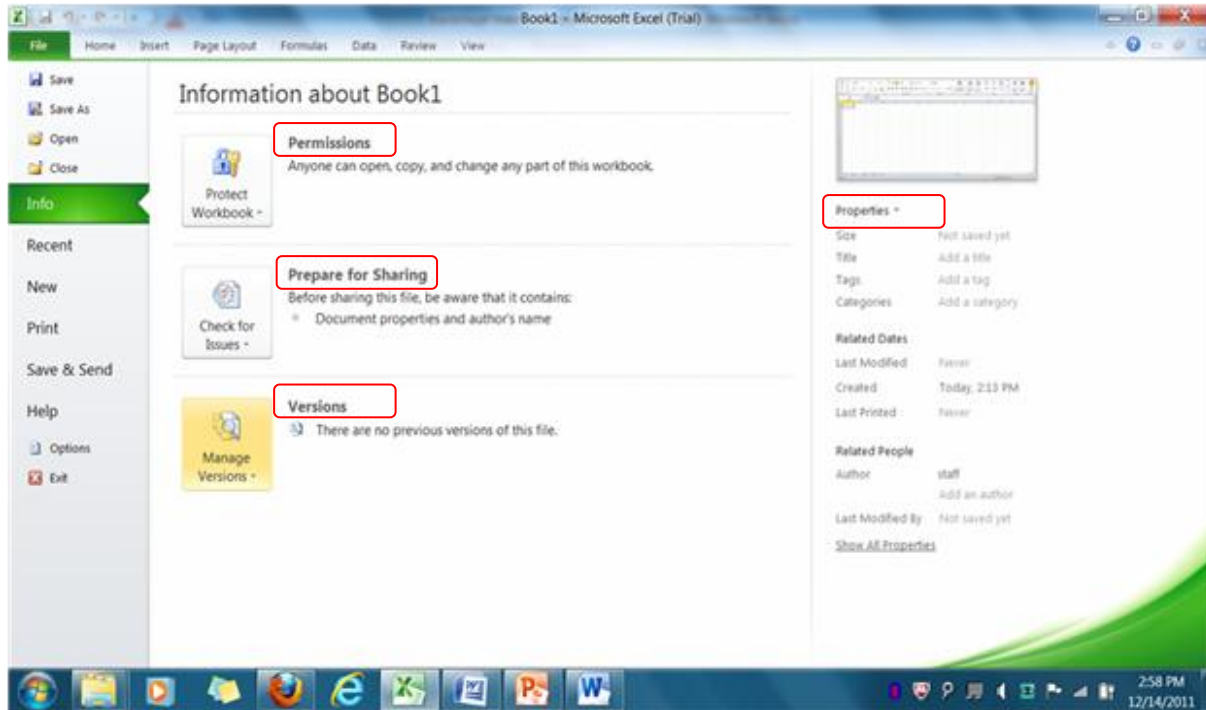 Book1 - Microsoft Excel (Trial)
File Home Insert Page Layout Formulas Data Review View
Save
Save As
Open
Close
Info
Recent
New
Print
Save & Send
Help
Options
Exit
Information about Book1
Protect
Workbook
Permissions
Anyone can open, copy, and change any part of this workbook.
Check for
Issues
Prepare for Sharing
Before sharing this file, be aware that it contains:
Document properties and author's name
Manage
Versions
Versions
There are no previous versions of this file.
Properties
Size Not saved yet
Title Add a title
Tags Add a tag
Categories Add a category
Related Dates
Last Modified Never
Created Today, 2:13 PM
Last Printed Never
Related People
Author staff
Add an author
Last Modified By Not saved yet
Show All Properties
2:58 PM
12/14/2011